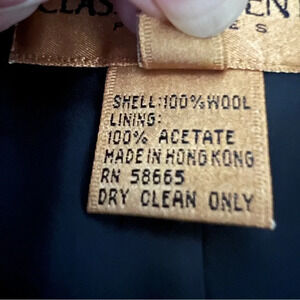 SHELL:100%WOOL
LINING:
100% ACETATE
MADE IN HONG KONG
RN 58665
DRY CLEAN ONLY